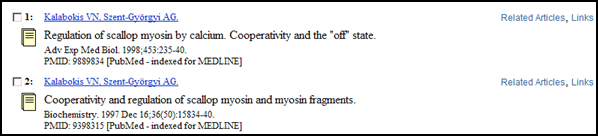 1: Kalabokis VN, Szent-Györgyi AG. Related Articles, Links
Regulation of scallop myosin by calcium. Cooperativity and the "off" state.
Adv Exp Med Biol. 1998;453:235-40.
PMID: 9889834 [PubMed - indexed for MEDLINE]
2: Kalabokis VN, Szent-Györgyi AG. Related Articles, Links
Cooperativity and regulation of scallop myosin and myosin fragments.
Biochemistry. 1997 Dec 16;36(50):15834-40.
PMID: 9398315 [PubMed - indexed for MEDLINE]